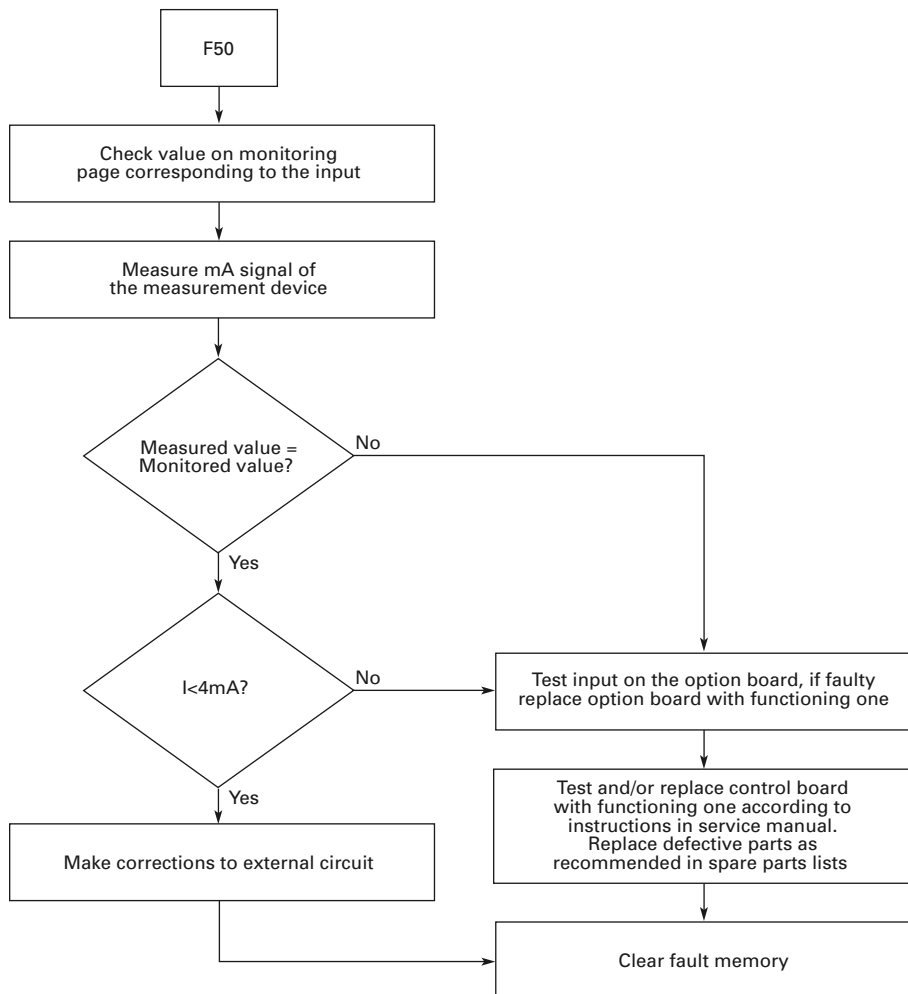 F50
Check value on monitoring
page corresponding to the input
Measure mA signal of
the measurement device
Measured value =
Monitored value?
No
Yes
I<4mA?
No
Yes
Test input on the option board, if faulty
replace option board with functioning one
Test and/or replace control board
with functioning one according to
instructions in service manual.
Replace defective parts as
recommended in spare parts lists
Make corrections to external circuit
Clear fault memory